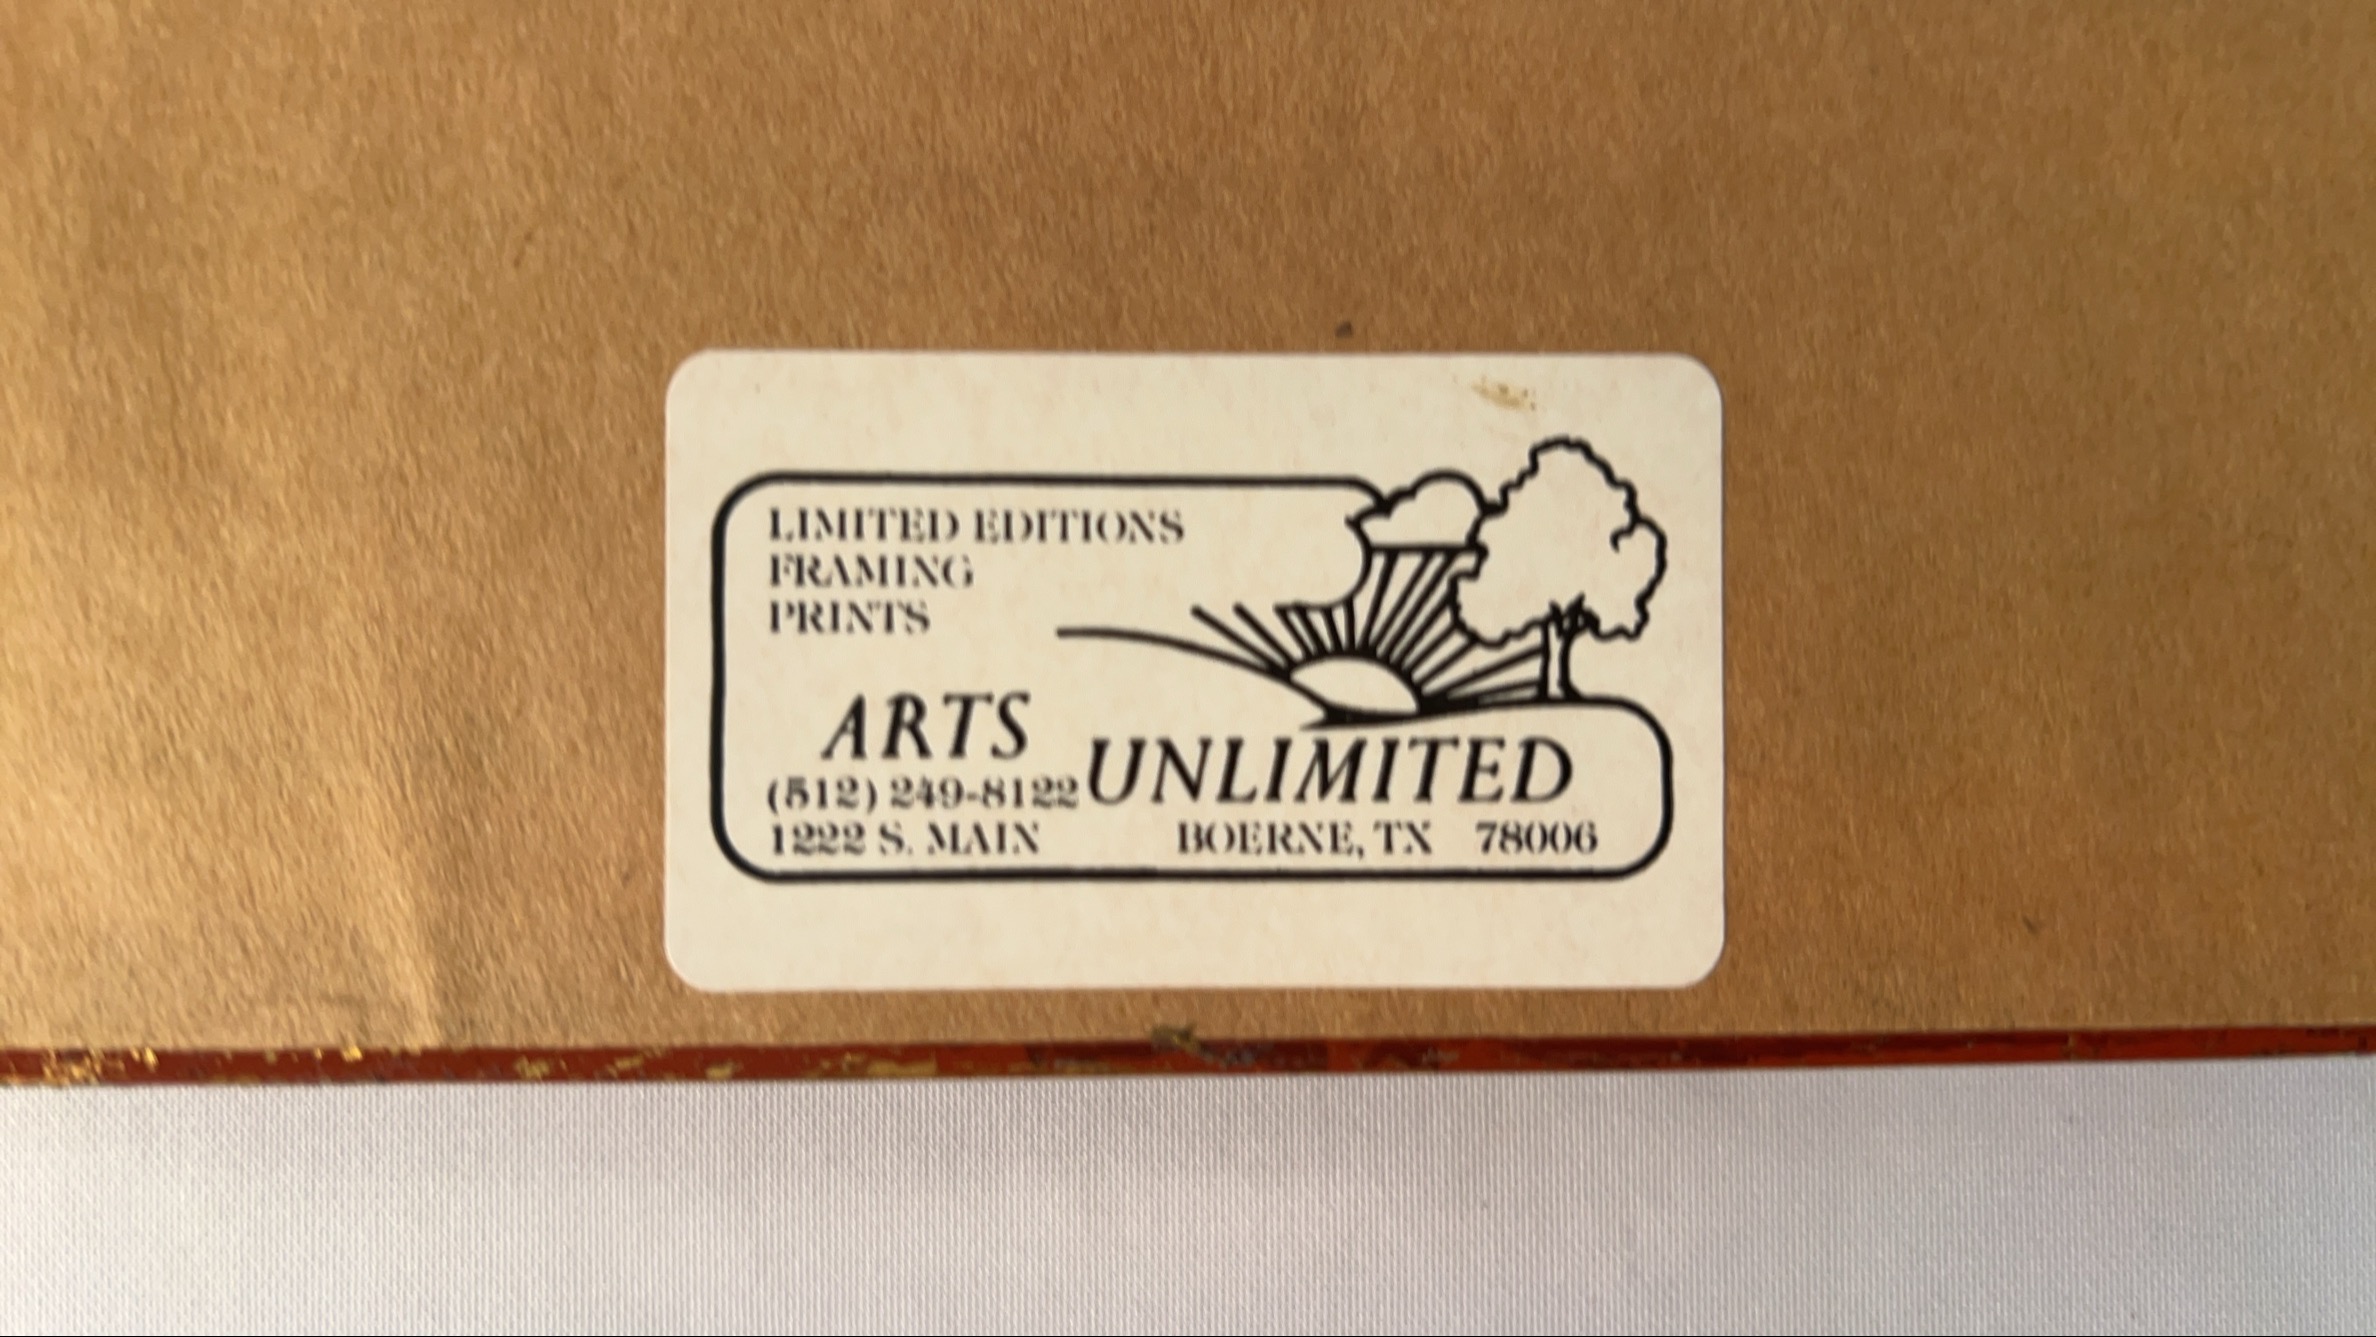 LIMITED EDITIONS
FRAMING
PRINTS
ARTS UNLIMITED
(512) 249-8122
1222 S. MAIN BOERNE, TX 78006